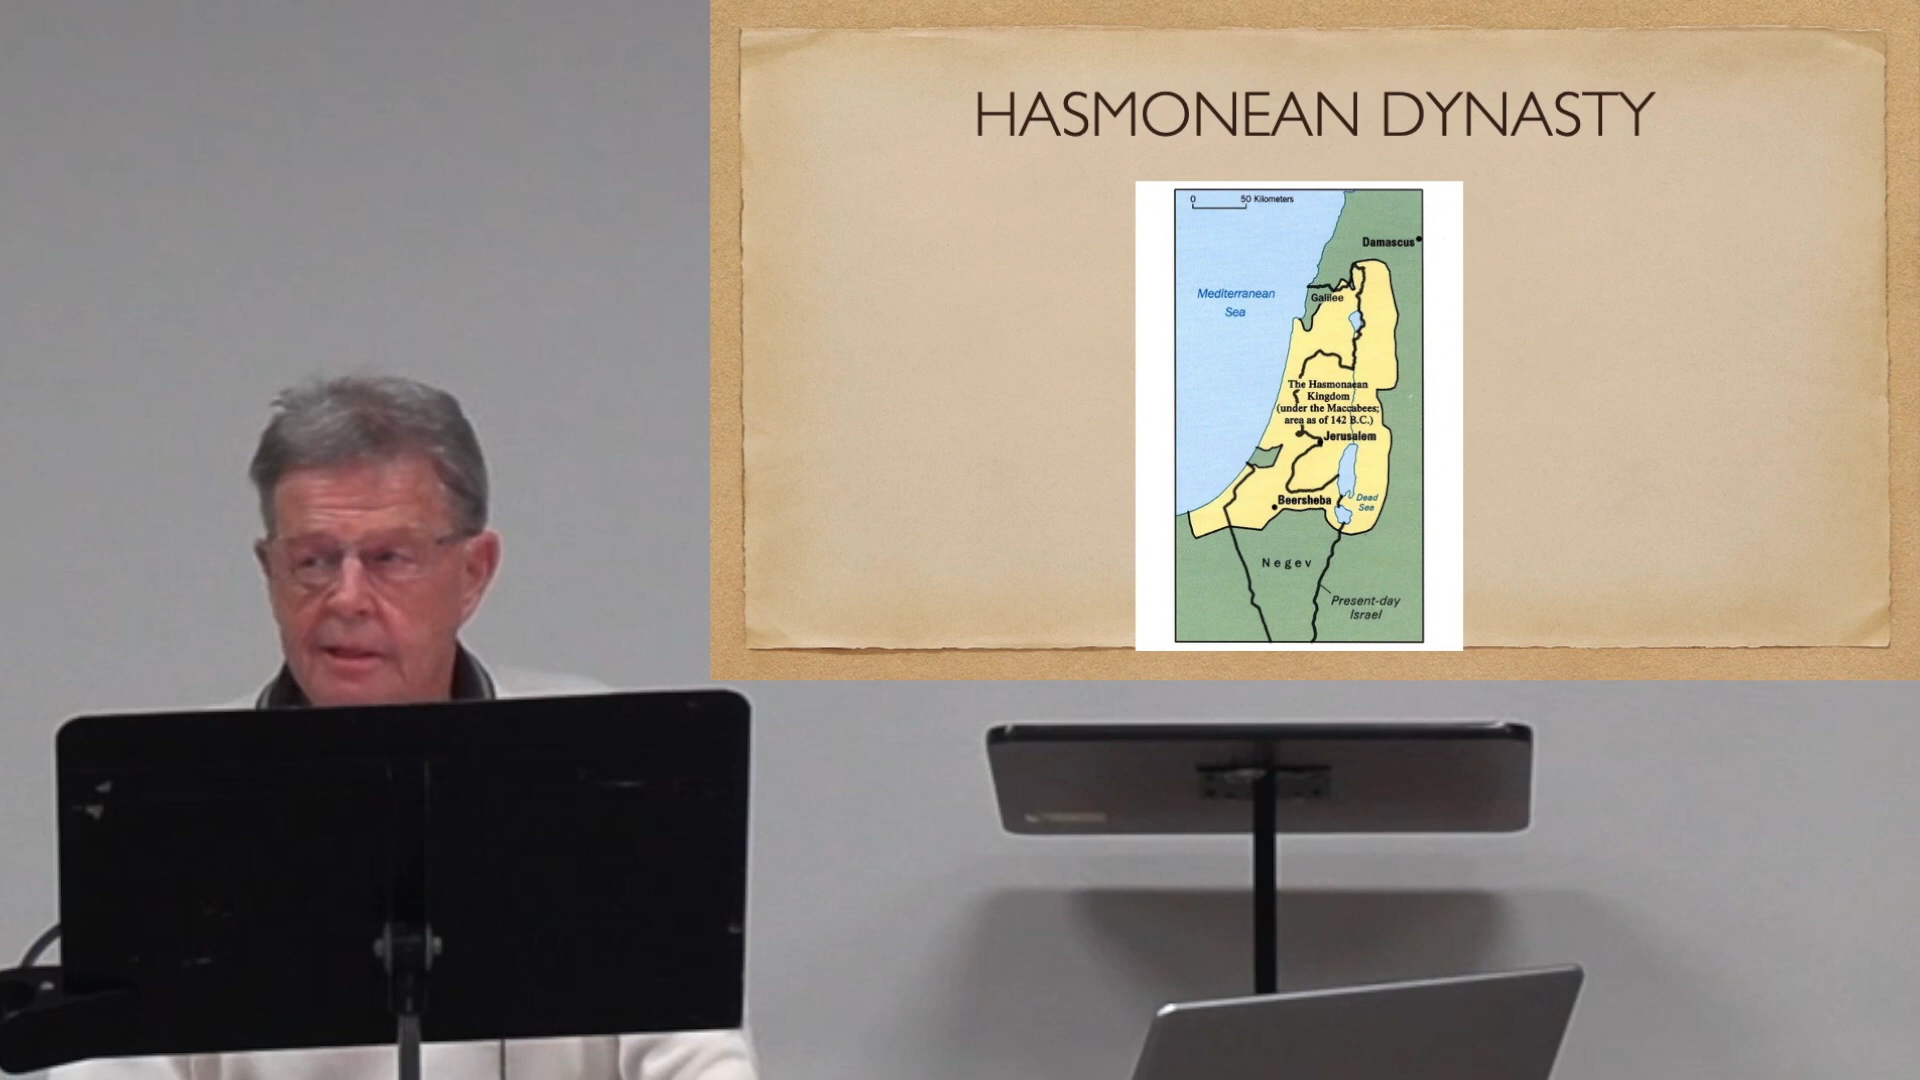 HASMONEAN DYNASTY
0 50 Kilometers
Damascus
Mediterranean
Sea
Galilee
The Hasmonaean
Kingdom
(under the Maccabees;
area as of 142 B.C.)
Jerusalem
Beersheba
Dead
Sea
Negev
Present-day
Israel